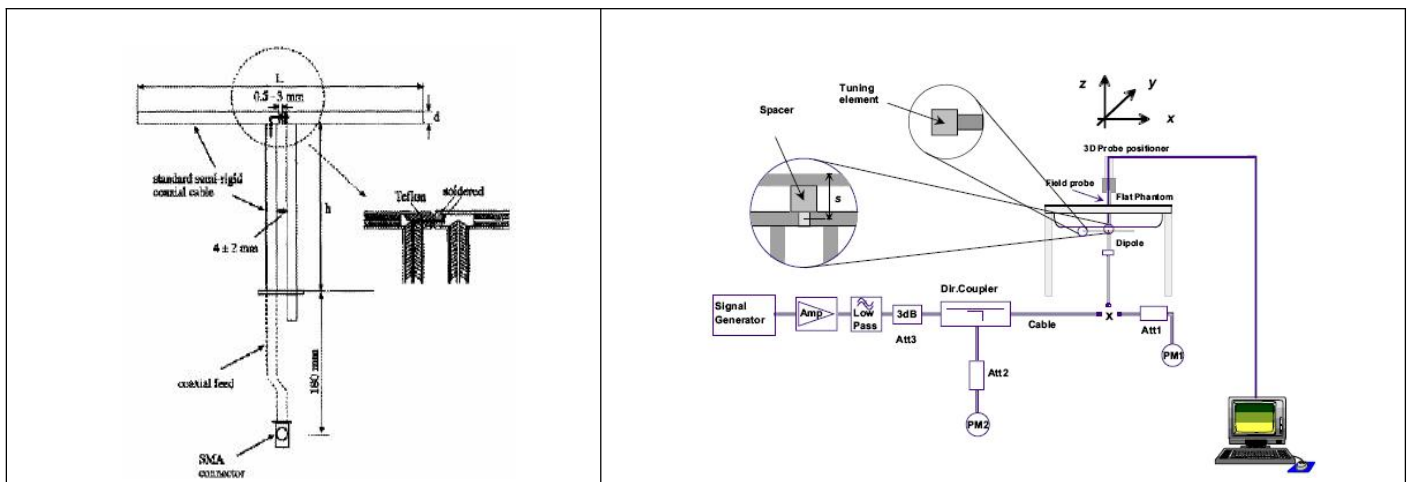 L
0.5 - 3 mm
d
standard semi-rigid
coaxial cable
h
Teflon
soldered
4 ± 2 mm
180 mm
coaxial feed
SMA
connector
Tuning
element
Spacer
s
z
y
x
3D Probe positioner
Field probe
Flat Phantom
Dipole
Dir.Coupler
Signal
Generator
Amp
Low
Pass
3dB
Att3
Cable
x
Att1
PM1
Att2
PM2